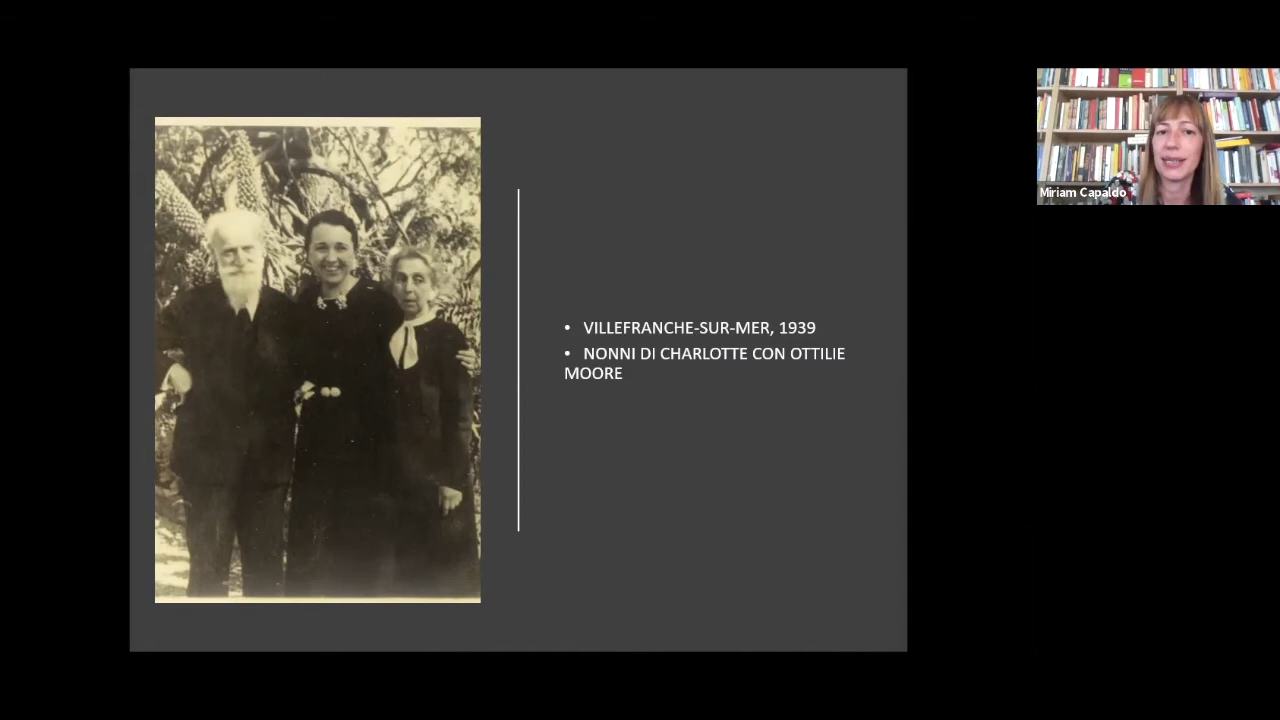 • VILLEFRANCHE-SUR-MER, 1939
• NONNI DI CHARLOTTE CON OTTILIE
MOORE
Miriam Capaldo